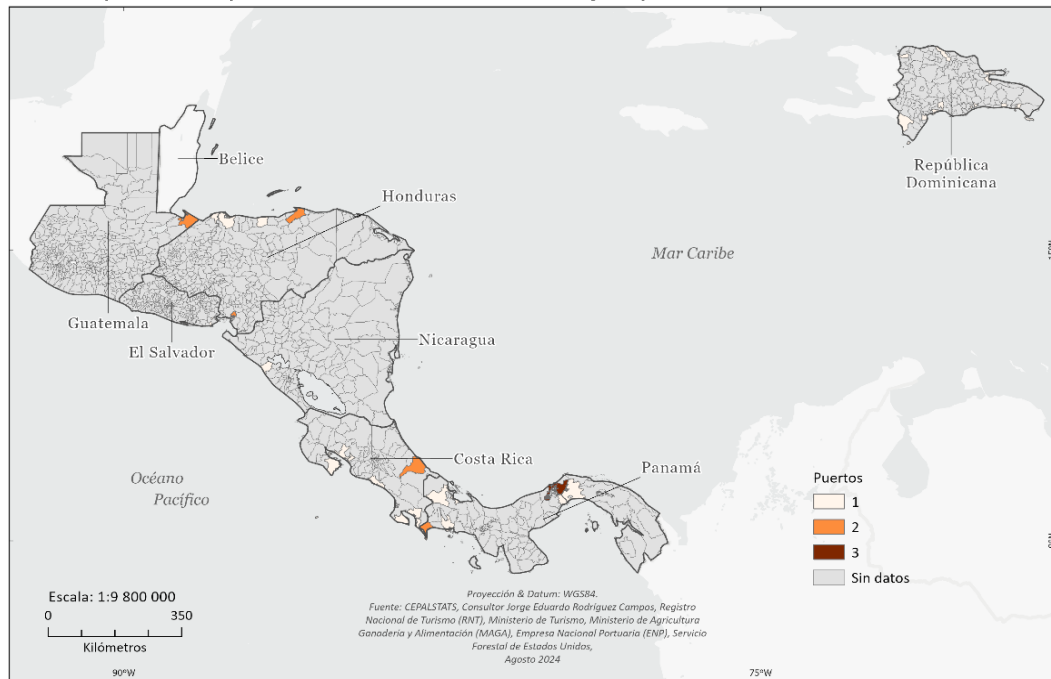 Belice
Honduras
República
Dominicana
Mar Caribe
15°N
Guatemala
El Salvador
Nicaragua
Océano
Pacífico
Costa Rica
Panamá
Puertos
1
2
3
Sin datos
Escala: 1:9 800 000
0 350
Kilómetros
Proyección & Datum: WGS84.
Fuente: CEPALSTATS, Consultor Jorge Eduardo Rodríguez Campos, Registro
Nacional de Turismo (RNT), Ministerio de Turismo, Ministerio de Agricultura
Ganadería y Alimentación (MAGA), Empresa Nacional Portuaria (ENP), Servicio
Forestal de Estados Unidos,
Agosto 2024
90°W 75°W